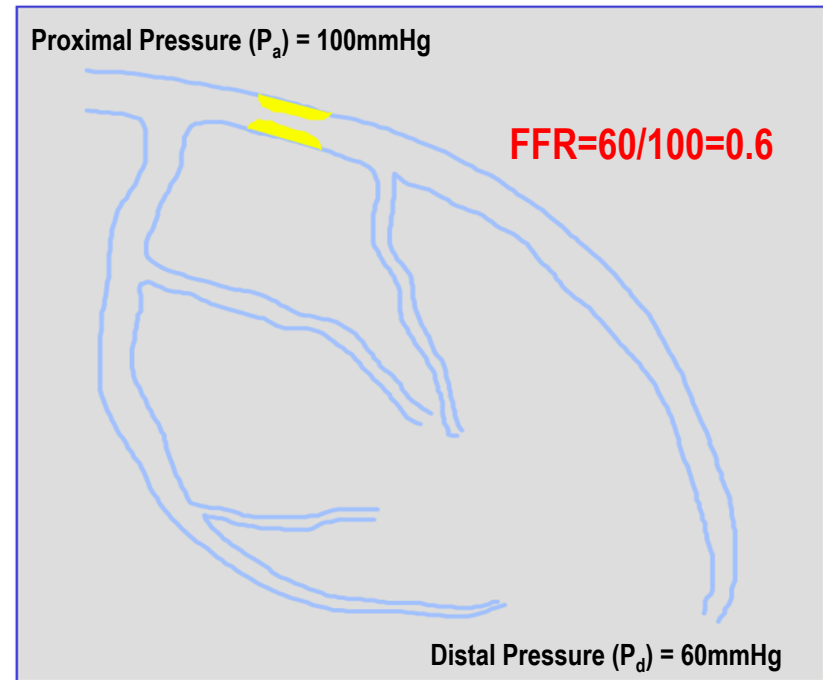 Proximal Pressure (Pa) = 100mmHg
FFR=60/100=0.6
Distal Pressure (Pd) = 60mmHg